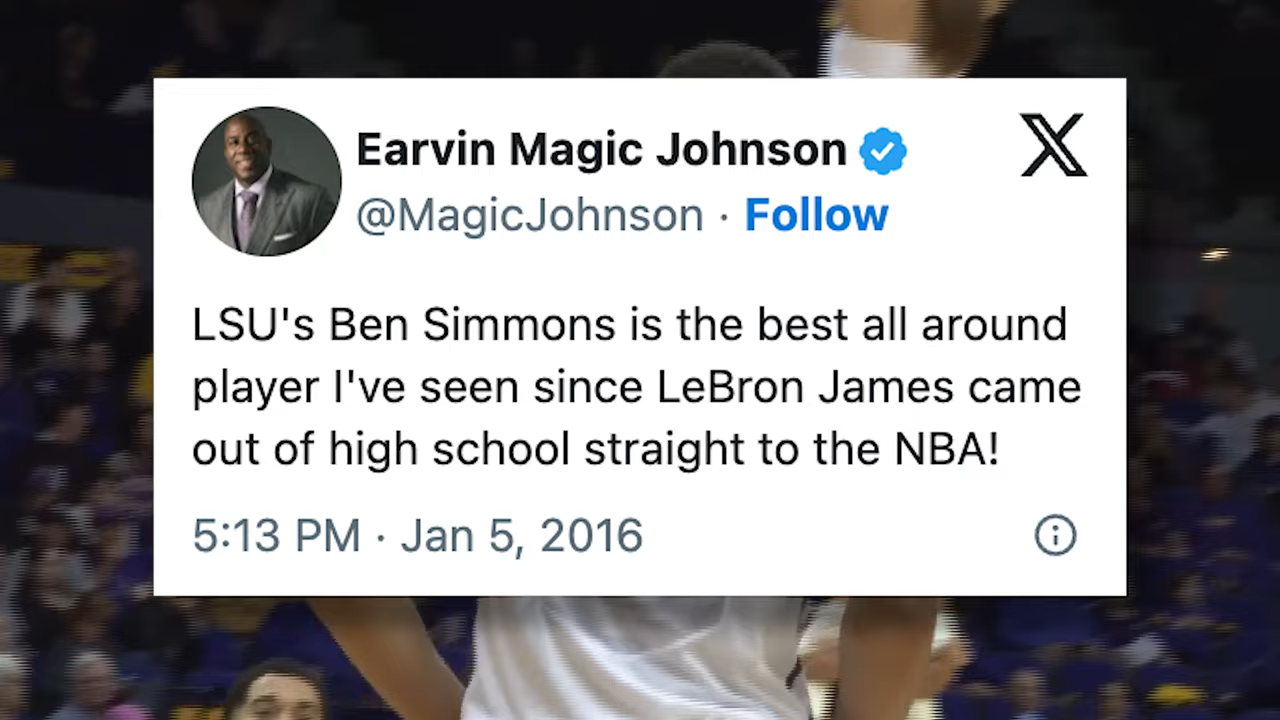 Earvin Magic Johnson
@MagicJohnson · Follow
LSU's Ben Simmons is the best all around
player I've seen since LeBron James came
out of high school straight to the NBA!
5:13 PM · Jan 5, 2016